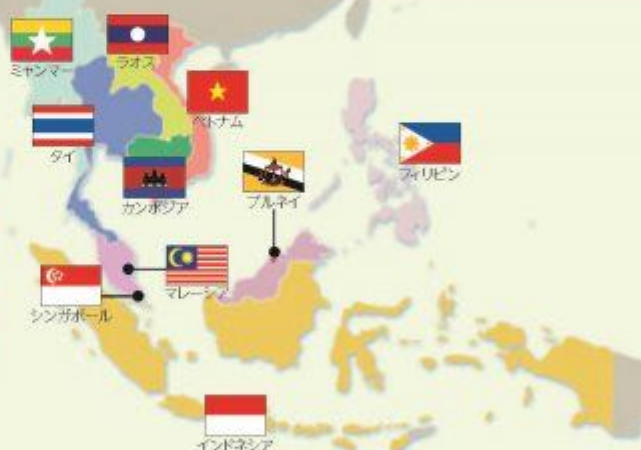 ミャンマー
ラオス
ベトナム
タイ
カンボジア
ブルネイ
フィリピン
マレーシア
シンガポール
インドネシア